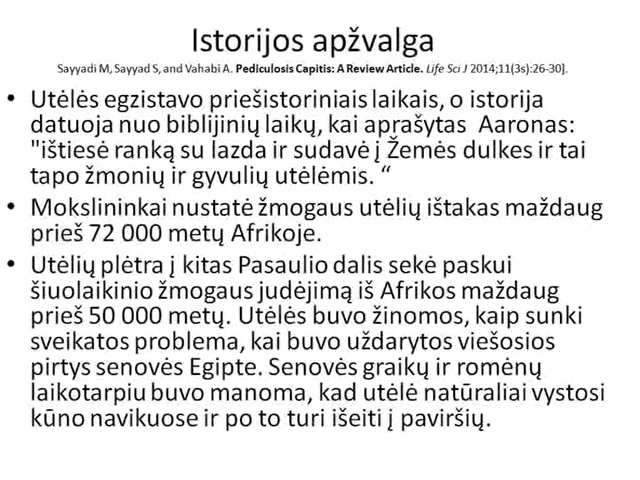 Istorijos apžvalga
Sayyadi M, Sayyad S, and Vahabi A. Pediculosis Capitis: A Review Article. Life Sci J 2014;11(3s):26-30].
• Utėlės egzistavo priešistoriniais laikais, o istorija
datuoja nuo biblijinių laikų, kai aprašytas Aaronas:
"ištiesė ranką su lazda ir sudavė į Žemės dulkes ir tai
tapo žmonių ir gyvulių utėlėmis. “
• Mokslininkai nustatė žmogaus utėlių ištakas maždaug
prieš 72 000 metų Afrikoje.
• Utėlių plėtra į kitas Pasaulio dalis sekė paskui
šiuolaikinio žmogaus judėjimą iš Afrikos maždaug
prieš 50 000 metų. Utėlės buvo žinomos, kaip sunki
sveikatos problema, kai buvo uždarytos viešosios
pirtys senovės Egipte. Senovės graikų ir romėnų
laikotarpiu buvo manoma, kad utėlė natūraliai vystosi
kūno navikuose ir po to turi išeiti į paviršių.